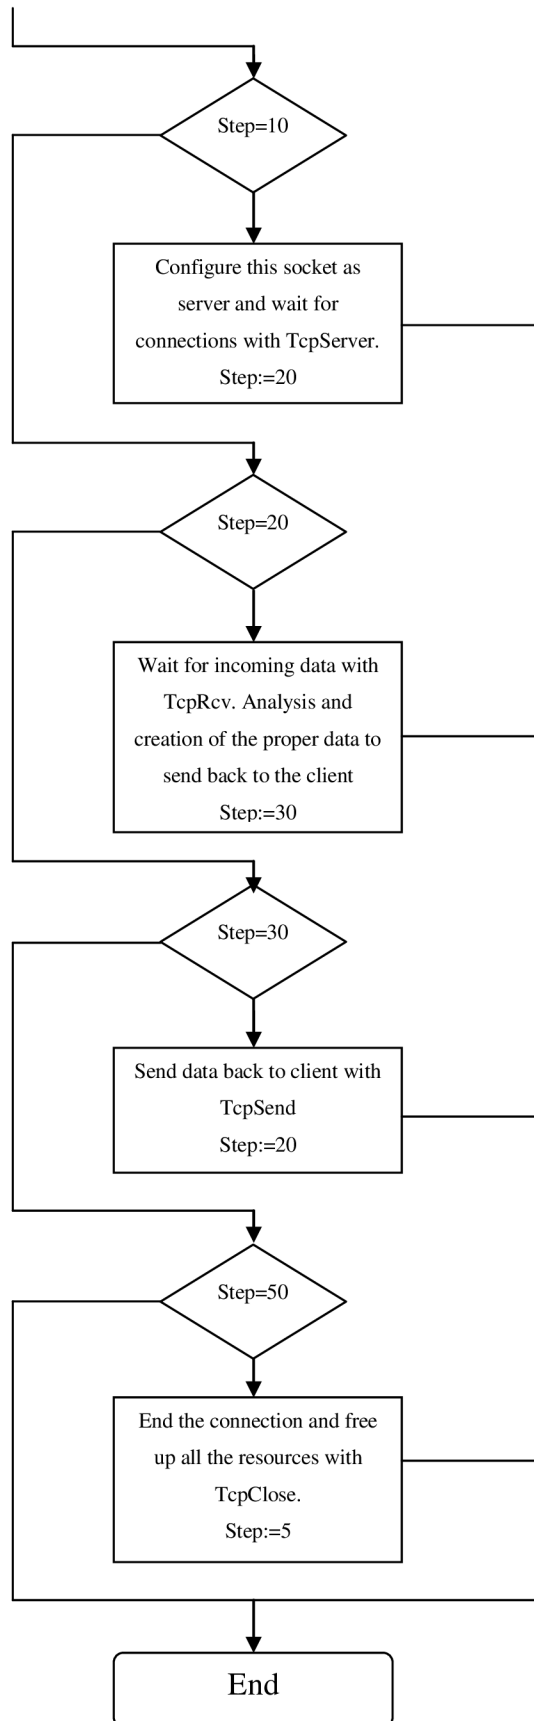 Step=10
Configure this socket as
server and wait for
connections with TcpServer.
Step:=20
Step=20
Wait for incoming data with
TcpRcv. Analysis and
creation of the proper data to
send back to the client
Step:=30
Step=30
Send data back to client with
TcpSend
Step:=20
Step=50
End the connection and free
up all the resources with
TcpClose.
Step:=5
End